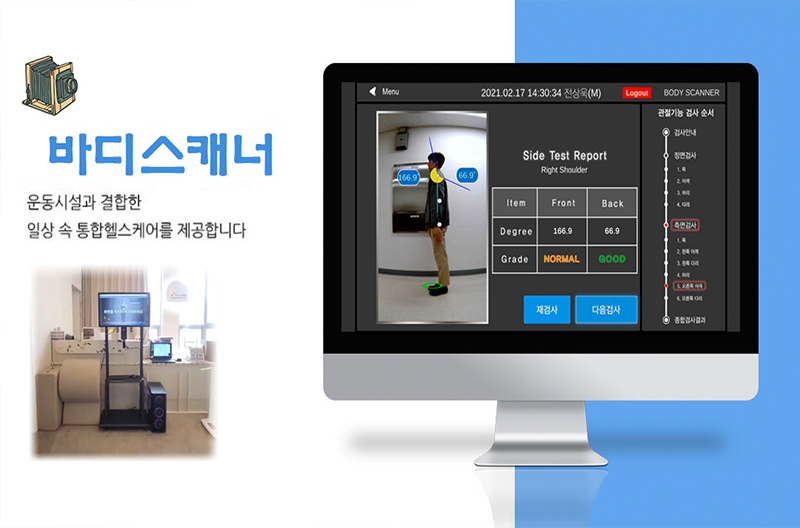 바디스캐너
운동시설과 결합한
일상 속 통합헬스케어를 제공합니다
Menu
2021.02.17 14:30:34 전상욱(M)
Logout
BODY SCANNER
166.9°
66.9°
Side Test Report
Right Shoulder
Item Front Back
Degree 166.9 66.9
Grade NORMAL GOOD
재검사
다음검사
관절기능 검사 순서
검사안내
정면검사
1. 목
2. 어깨
3. 허리
4. 다리
측면검사
1. 목
2. 왼쪽 어깨
3. 왼쪽 다리
4. 허리
5. 오른쪽 어깨
6. 오른쪽 다리
종합검사결과